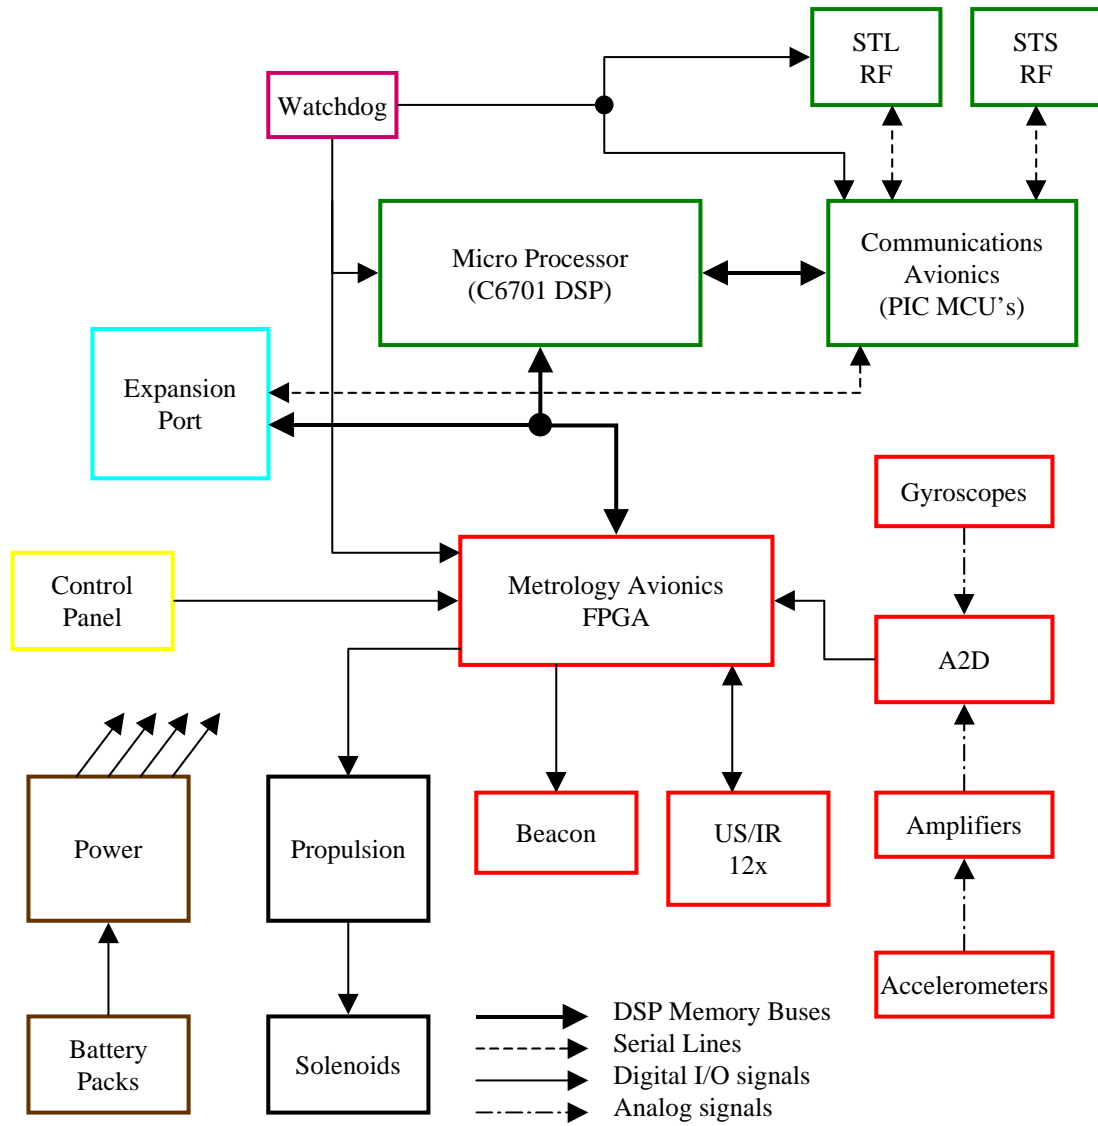 STL
RF
STS
RF
Watchdog
Micro Processor
(C6701 DSP)
Communications
Avionics
(PIC MCU's)
Expansion
Port
Gyroscopes
Control
Panel
Metrology Avionics
FPGA
A2D
Power
Propulsion
Beacon
US/IR
12x
Amplifiers
Accelerometers
Battery
Packs
Solenoids
DSP Memory Buses
Serial Lines
Digital I/O signals
Analog signals